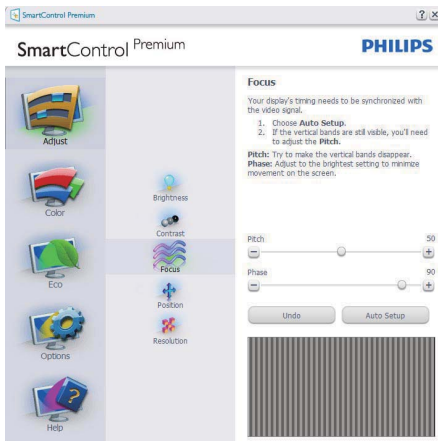 SmartControl Premium
? x
SmartControl Premium
PHILIPS
Adjust
Color
Eco
Options
Help
Brightness
Contrast
Focus
Position
Resolution
Focus
Your display's timing needs to be synchronized with
the video signal.
1. Choose Auto Setup.
2. If the vertical bands are still visible, you'll need
to adjust the Pitch.
Pitch: Try to make the vertical bands disappear.
Phase: Adjust to the brightest setting to minimize
movement on the screen.
Pitch 50
Phase 90
Undo Auto Setup